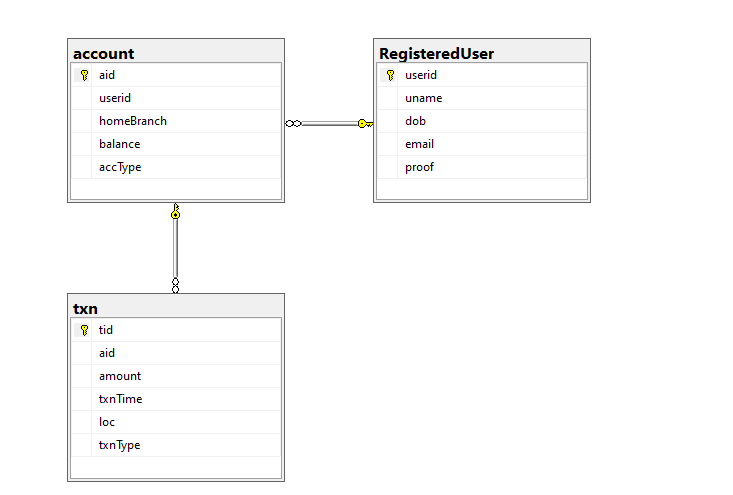 account
aid
userid
homeBranch
balance
accType
RegisteredUser
userid
uname
dob
email
proof
txn
tid
aid
amount
txnTime
loc
txnType